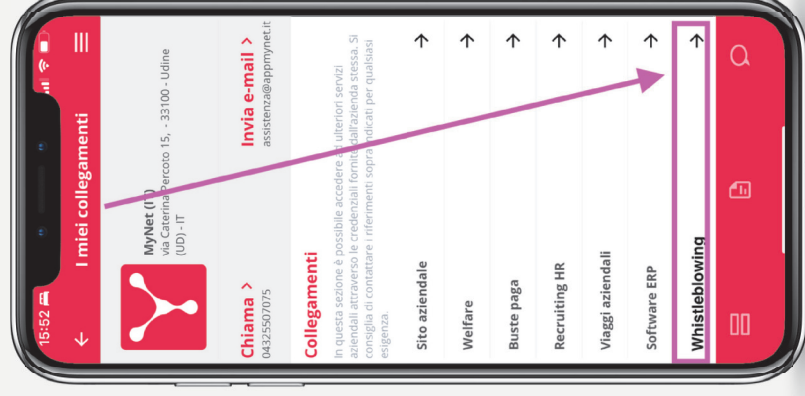 15:52
I miei collegamenti
MyNet (IT)
via Caterina Percoto 15, - 33100 - Udine
(UD) - IT
Chiama >
04325507075
Invia e-mail >
assistenza@appmynet.it
Collegamenti
In questa sezione è possibile accedere ad ulteriori servizi
aziendali attraverso le credenziali fornite dall'azienda stessa. Si
consiglia di contattare i riferimenti sopra indicati per qualsiasi
esigenza.
Sito aziendale
Welfare
Buste paga
Recruiting HR
Viaggi aziendali
Software ERP
Whistleblowing